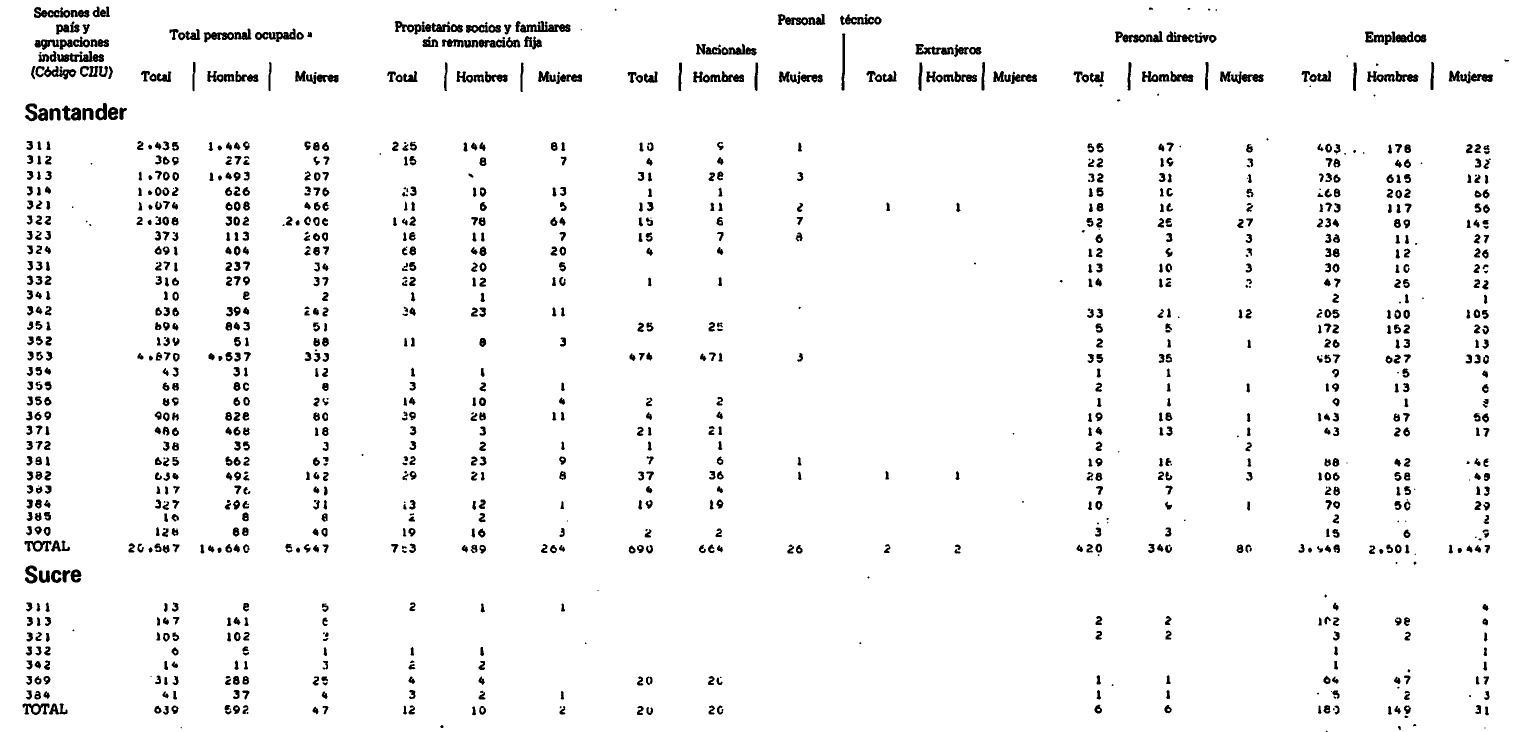 Secciones del país y agrupaciones industriales (Código CIIU) Total personal ocupado a Propietarios socios y familiares sin remuneración fija Personal técnico Personal directivo Empleados
Nacionales Extranjeros
Total Hombres Mujeres Total Hombres Mujeres Total Hombres Mujeres Total Hombres Mujeres Total Hombres Mujeres Total Hombres Mujeres
Santander
311 2.435 1.449 986 225 144 81 10 9 1 55 47 8 403 178 225
312 369 272 97 15 8 7 4 4 22 19 3 78 46 32
313 1.700 1.493 207 31 28 3 32 31 1 736 615 121
314 1.002 626 376 23 10 13 1 1 15 10 5 268 202 66
321 1.074 608 466 11 6 5 13 11 2 1 1 18 16 2 173 117 56
322 2.308 302 2.006 142 78 64 15 8 7 52 25 27 234 89 145
323 373 113 260 18 11 7 15 7 8 6 3 3 38 11 27
324 691 404 287 68 48 20 4 4 12 9 3 38 12 26
331 271 237 34 25 20 5 13 10 3 30 10 20
332 316 279 37 22 12 10 1 1 14 12 2 47 25 22
341 10 8 2 1 1 2 1 1
342 636 394 242 34 23 11 33 21 12 205 100 105
351 894 843 51 25 25 5 5 172 152 20
352 139 51 88 11 8 3 2 1 1 26 13 13
353 4.870 4.537 333 474 471 3 35 35 957 627 330
354 43 31 12 1 1 1 1 9 5 4
355 88 80 8 3 2 1 2 1 1 19 13 6
356 89 60 29 14 10 4 2 2 1 1 9 1 8
369 908 828 80 39 28 11 4 4 19 18 1 143 87 56
371 486 468 18 3 3 21 21 14 13 1 43 26 17
372 38 35 3 3 2 1 1 1 2 2
381 625 562 63 32 23 9 7 6 1 19 18 1 88 42 46
382 634 492 142 29 21 8 37 36 1 1 1 28 25 3 106 58 48
383 117 76 41 4 4 7 7 28 15 13
384 327 296 31 13 12 1 19 19 10 9 1 79 50 29
385 16 8 8 2 2 2 2
390 128 88 40 19 16 3 2 2 3 3 15 6 9
TOTAL 20.587 14.640 5.947 753 489 264 690 664 26 2 2 420 340 80 3.948 2.501 1.447
Sucre
311 13 8 5 2 1 1 4 4
313 147 141 6 2 2 102 98 4
321 105 102 3 2 2 3 2 1
332 6 5 1 1 1 1 1
342 14 11 3 2 2 1 1
369 313 288 25 4 4 20 20 1 1 64 47 17
384 41 37 4 3 2 1 1 1 5 2 3
TOTAL 639 592 47 12 10 2 20 20 6 6 180 149 31